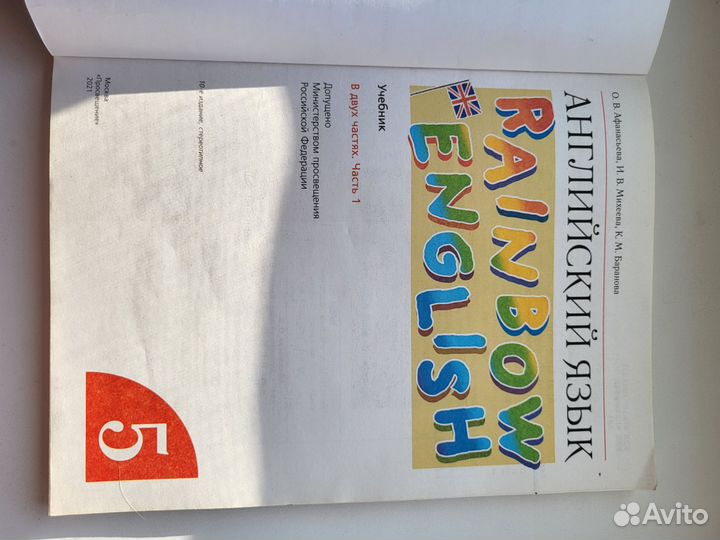 О. В. Афанасьева, И. В. Михеева, К. М. Баранова
АНГЛИЙСКИЙ ЯЗЫК
RAINBOW
ENGLISH
Учебник
В двух частях. Часть 1
Допущено
Министерством просвещения
Российской Федерации
10-е издание, стереотипное
5
Москва
«Просвещение»
2021
Avito